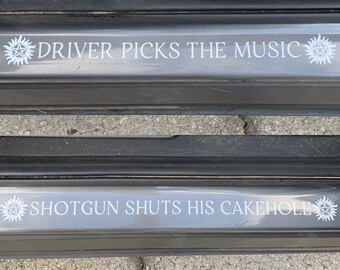 DRIVER PICKS THE MUSIC
SHOTGUN SHUTS HIS CAKEHOLE